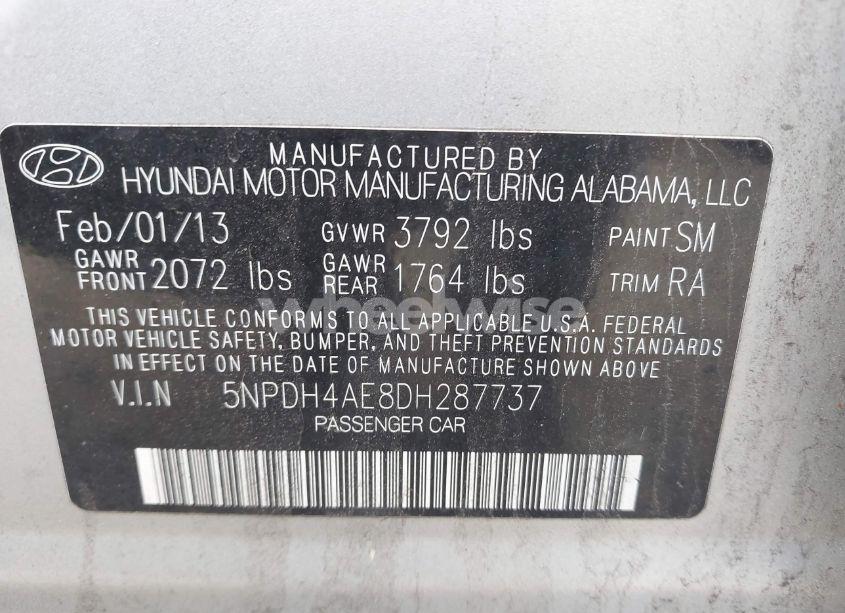 MANUFACTURED BY
HYUNDAI MOTOR MANUFACTURING ALABAMA, LLC
Feb/01/13 GVWR 3792 lbs PAINT SM
GAWR FRONT 2072 lbs GAWR REAR 1764 lbs TRIM RA
wheelwise
THIS VEHICLE CONFORMS TO ALL APPLICABLE U.S.A. FEDERAL
MOTOR VEHICLE SAFETY, BUMPER, AND THEFT PREVENTION STANDARDS
IN EFFECT ON THE DATE OF MANUFACTURE SHOWN ABOVE.
V.I.N 5NPDH4AE8DH287737
PASSENGER CAR